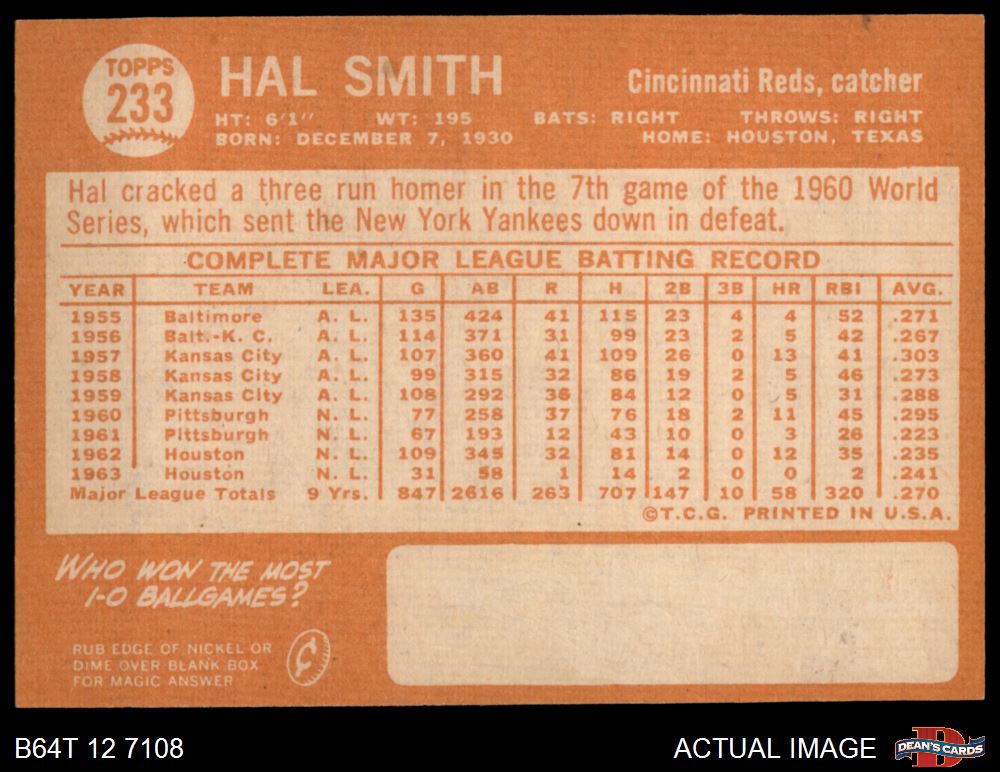 TOPPS
233
HAL SMITH
Cincinnati Reds, catcher
HT: 6'1" WT: 195 BATS: RIGHT THROWS: RIGHT
BORN: DECEMBER 7, 1930 HOME: HOUSTON, TEXAS
Hal cracked a three run homer in the 7th game of the 1960 World
Series, which sent the New York Yankees down in defeat.
COMPLETE MAJOR LEAGUE BATTING RECORD
YEAR TEAM LEA. G AB R H 2B 3B HR RBI AVG.
1955 Baltimore A. L. 135 424 41 115 23 4 4 52 .271
1956 Balt.-K. C. A. L. 114 371 31 99 23 2 5 42 .267
1957 Kansas City A. L. 107 360 41 109 26 0 13 41 .303
1958 Kansas City A. L. 99 315 32 86 19 2 5 46 .273
1959 Kansas City A. L. 108 292 36 84 12 0 5 31 .288
1960 Pittsburgh N. L. 77 258 37 76 18 2 11 45 .295
1961 Pittsburgh N. L. 67 193 12 43 10 0 3 26 .223
1962 Houston N. L. 109 345 32 81 14 0 12 35 .235
1963 Houston N. L. 31 58 1 14 2 0 0 2 .241
Major League Totals 9 Yrs. 847 2616 263 707 147 10 58 320 .270
©T.C.G. PRINTED IN U.S.A.
WHO WON THE MOST
1-0 BALLGAMES?
RUB EDGE OF NICKEL OR
DIME OVER BLANK BOX
FOR MAGIC ANSWER
B64T 12 7108
ACTUAL IMAGE
DEAN'S CARDS